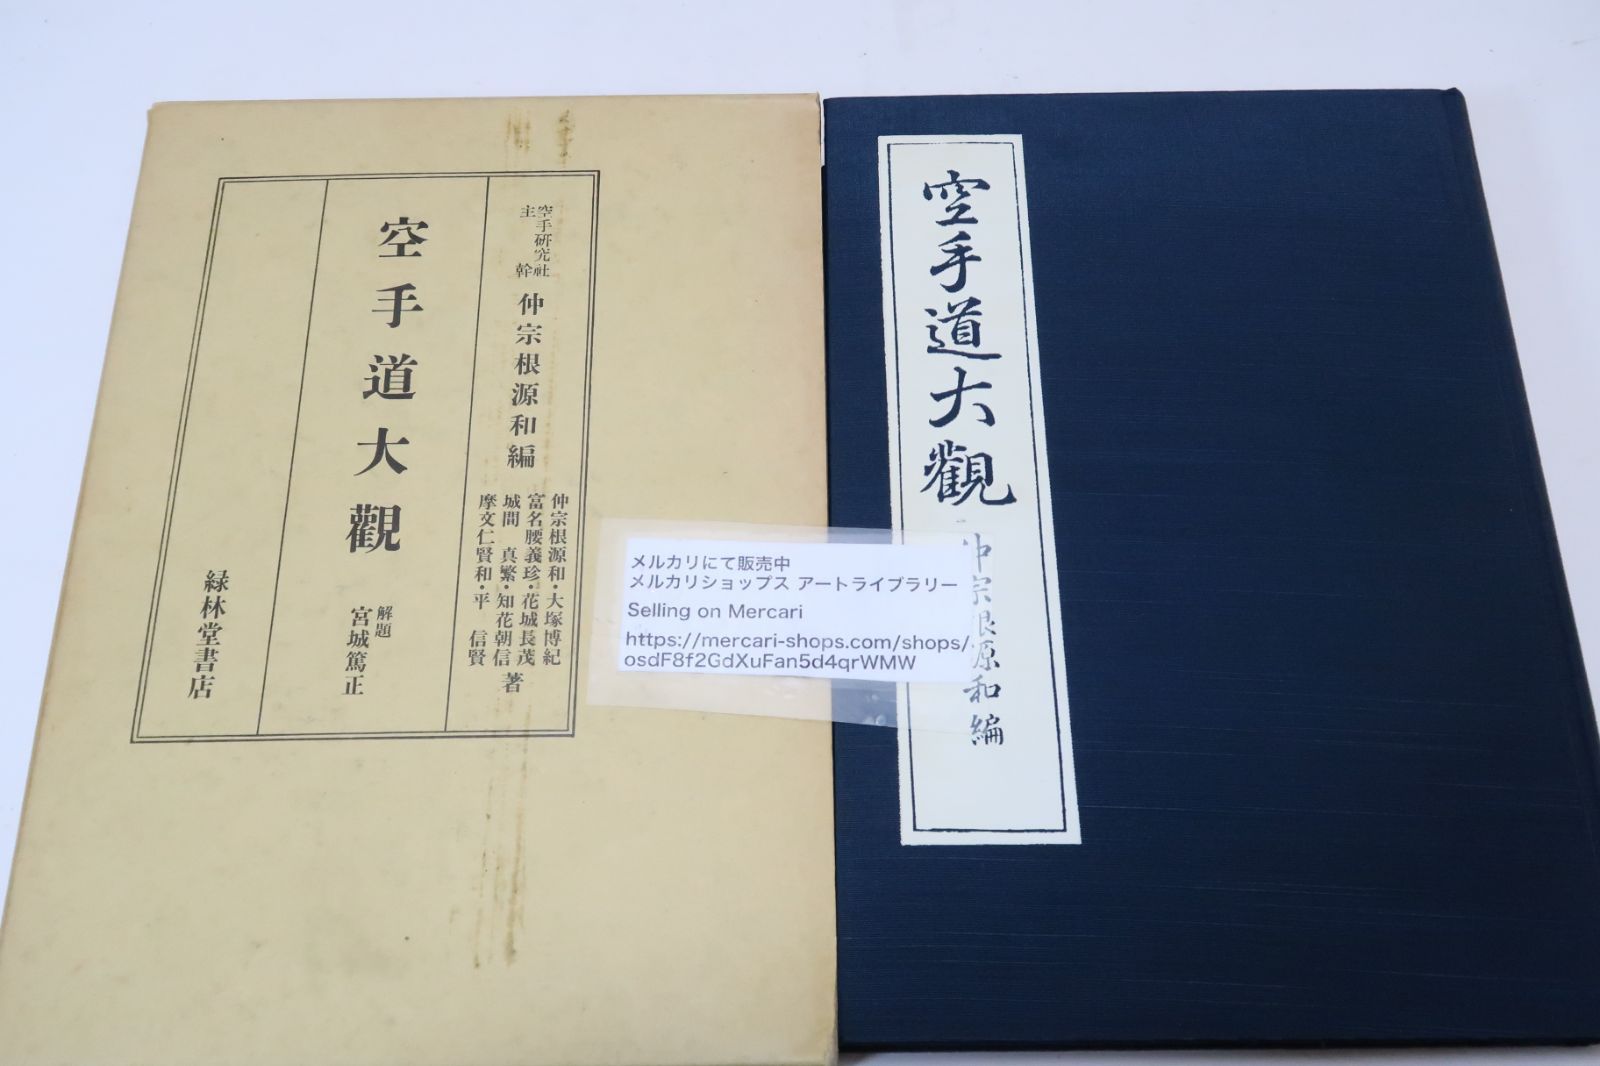 空手研究社
主幹
仲宗根源和編
仲宗根源和・大塚博紀
富名腰義珍・花城長茂
城間真繁・知花朝信
摩文仁賢和・平信賢
著
空手道大觀
解題
宮城篤正
緑林堂書店
空手道大觀
仲宗根源和編
メルカリにて販売中
メルカリショップス アートライブラリー
Selling on Mercari
https://mercari-shops.com/shops/
osdF8f2GdXuFan5d4qrWMW